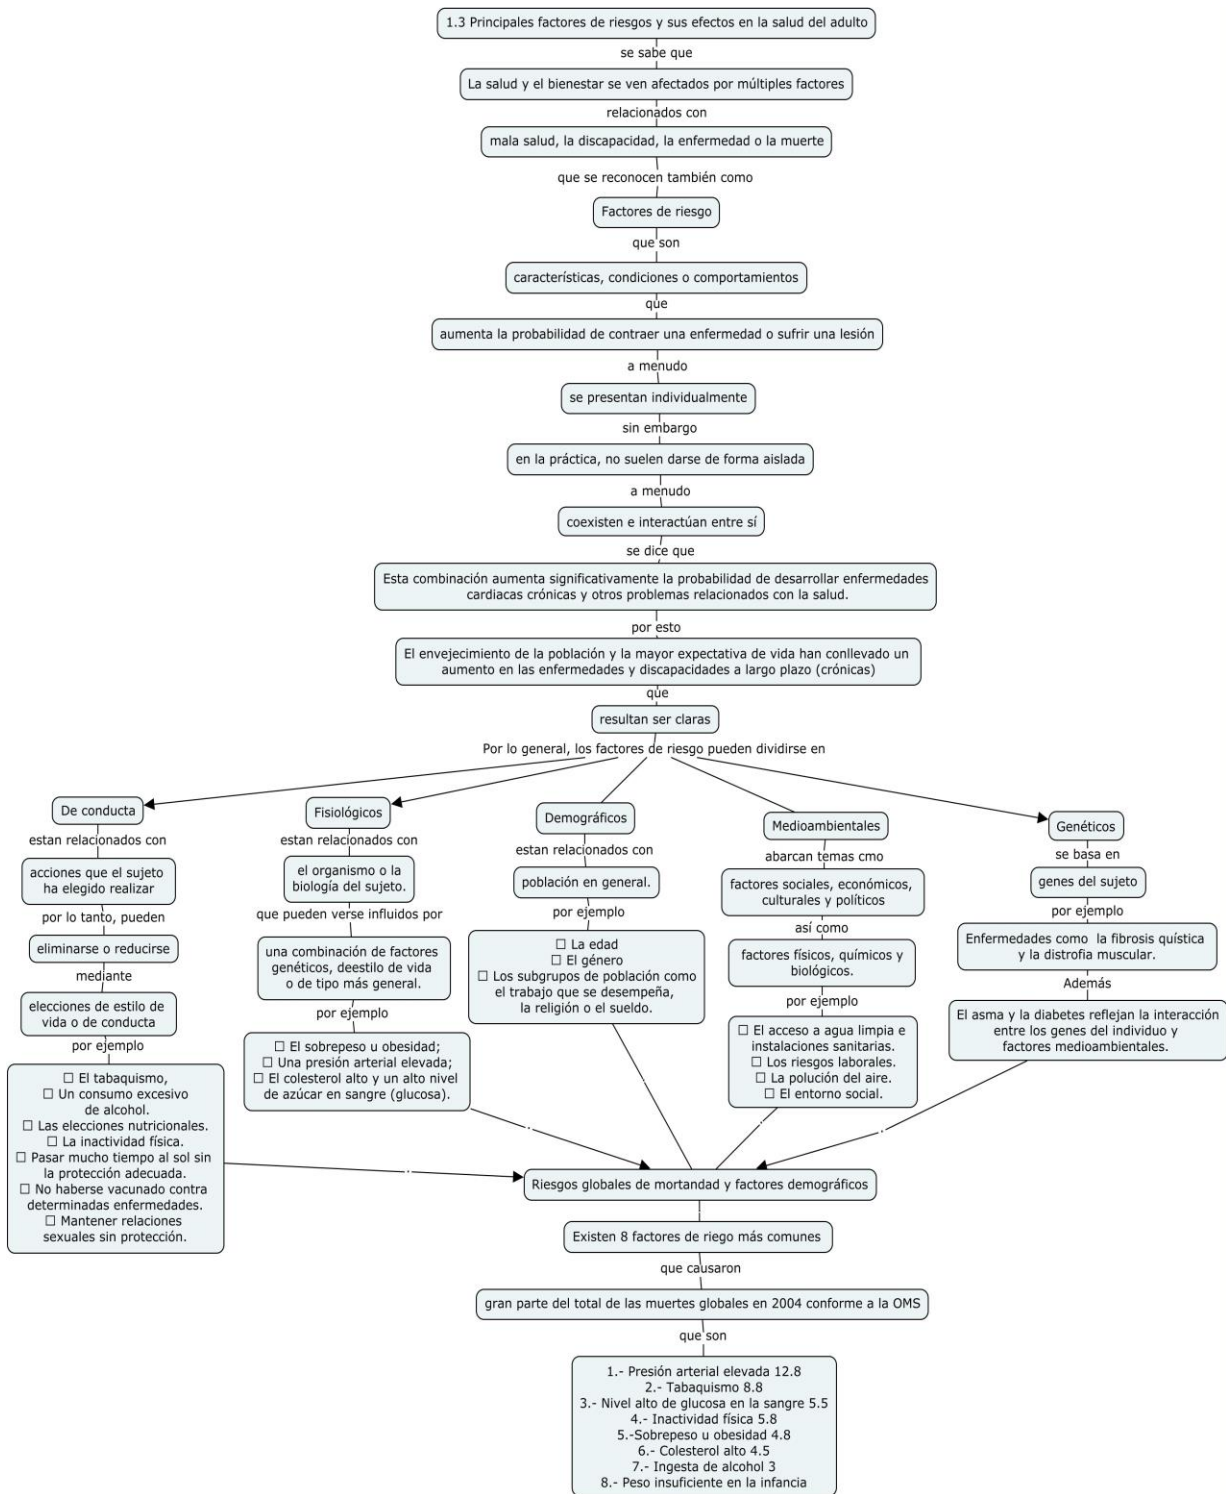 1.3 Principales factores de riesgos y sus efectos en la salud del adulto
se sabe que
La salud y el bienestar se ven afectados por múltiples factores
relacionados con
mala salud, la discapacidad, la enfermedad o la muerte
que se reconocen también como
Factores de riesgo
que son
características, condiciones o comportamientos
que
aumenta la probabilidad de contraer una enfermedad o sufrir una lesión
a menudo
se presentan individualmente
sin embargo
en la práctica, no suelen darse de forma aislada
a menudo
coexisten e interactúan entre sí
se dice que
Esta combinación aumenta significativamente la probabilidad de desarrollar enfermedades
cardiacas crónicas y otros problemas relacionados con la salud.
por esto
El envejecimiento de la población y la mayor expectativa de vida han conllevado un
aumento en las enfermedades y discapacidades a largo plazo (crónicas)
que
resultan ser claras
Por lo general, los factores de riesgo pueden dividirse en
De conducta
estan relacionados con
acciones que el sujeto
ha elegido realizar
por lo tanto, pueden
eliminarse o reducirse
mediante
elecciones de estilo de
vida o de conducta
por ejemplo
□ El tabaquismo,
□ Un consumo excesivo
de alcohol.
□ Las elecciones nutricionales.
□ La inactividad física.
□ Pasar mucho tiempo al sol sin
la protección adecuada.
□ No haberse vacunado contra
determinadas enfermedades.
□ Mantener relaciones
sexuales sin protección.
Fisiológicos
estan relacionados con
el organismo o la
biología del sujeto.
que pueden verse influidos por
una combinación de factores
genéticos, deestilo de vida
o de tipo más general.
por ejemplo
□ El sobrepeso u obesidad;
□ Una presión arterial elevada;
□ El colesterol alto y un alto nivel
de azúcar en sangre (glucosa).
Demográficos
estan relacionados con
población en general.
por ejemplo
□ La edad
□ El género
□ Los subgrupos de población como
el trabajo que se desempeña,
la religión o el sueldo.
Medioambientales
abarcan temas cmo
factores sociales, económicos,
culturales y políticos
así como
factores físicos, químicos y
biológicos.
por ejemplo
□ El acceso a agua limpia e
instalaciones sanitarias.
□ Los riesgos laborales.
□ La polución del aire.
□ El entorno social.
Genéticos
se basa en
genes del sujeto
por ejemplo
Enfermedades como la fibrosis quística
y la distrofia muscular.
Además
El asma y la diabetes reflejan la interacción
entre los genes del individuo y
factores medioambientales.
Riesgos globales de mortandad y factores demográficos
Existen 8 factores de riego más comunes
que causaron
gran parte del total de las muertes globales en 2004 conforme a la OMS
que son
1.- Presión arterial elevada 12.8
2.- Tabaquismo 8.8
3.- Nivel alto de glucosa en la sangre 5.5
4.- Inactividad física 5.8
5.-Sobrepeso u obesidad 4.8
6.- Colesterol alto 4.5
7.- Ingesta de alcohol 3
8.- Peso insuficiente en la infancia